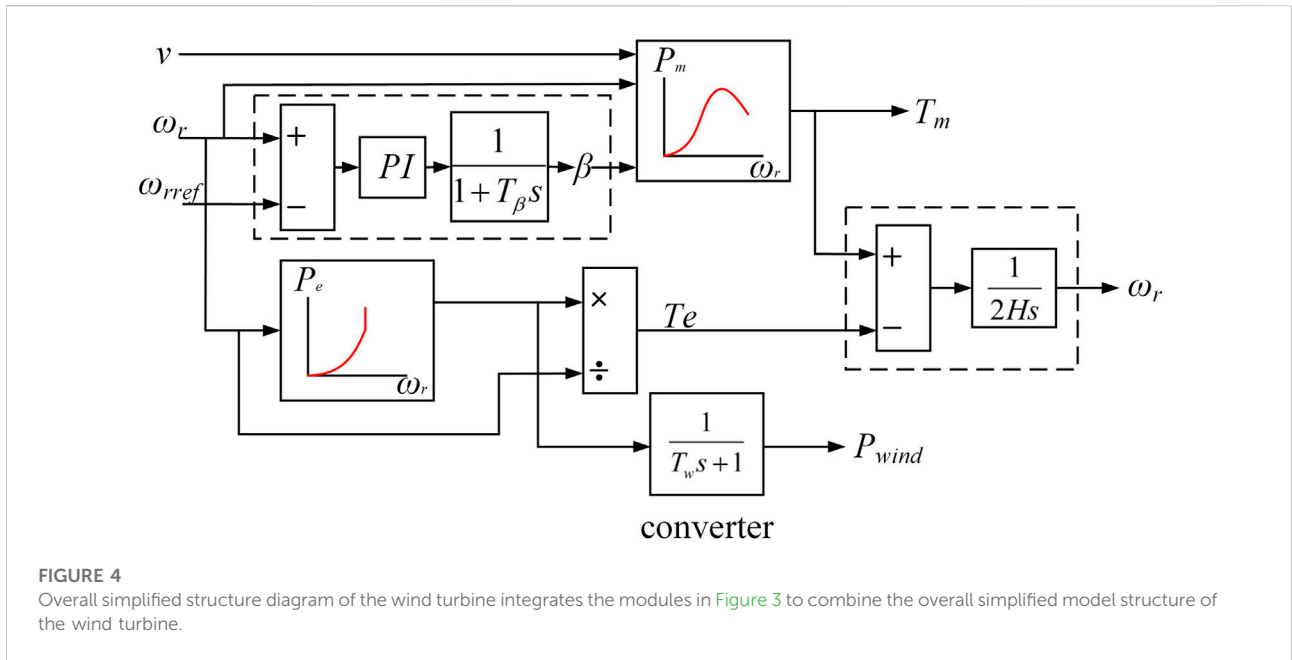 v
P_m
ω_r
T_m
ω_r
+
PI
1
1 + T_β s
β
ω_rref
−
P_e
ω_r
×
÷
Te
+
−
1
2Hs
ω_r
1
T_w s + 1
P_wind
converter
FIGURE 4
Overall simplified structure diagram of the wind turbine integrates the modules in Figure 3 to combine the overall simplified model structure of
the wind turbine.